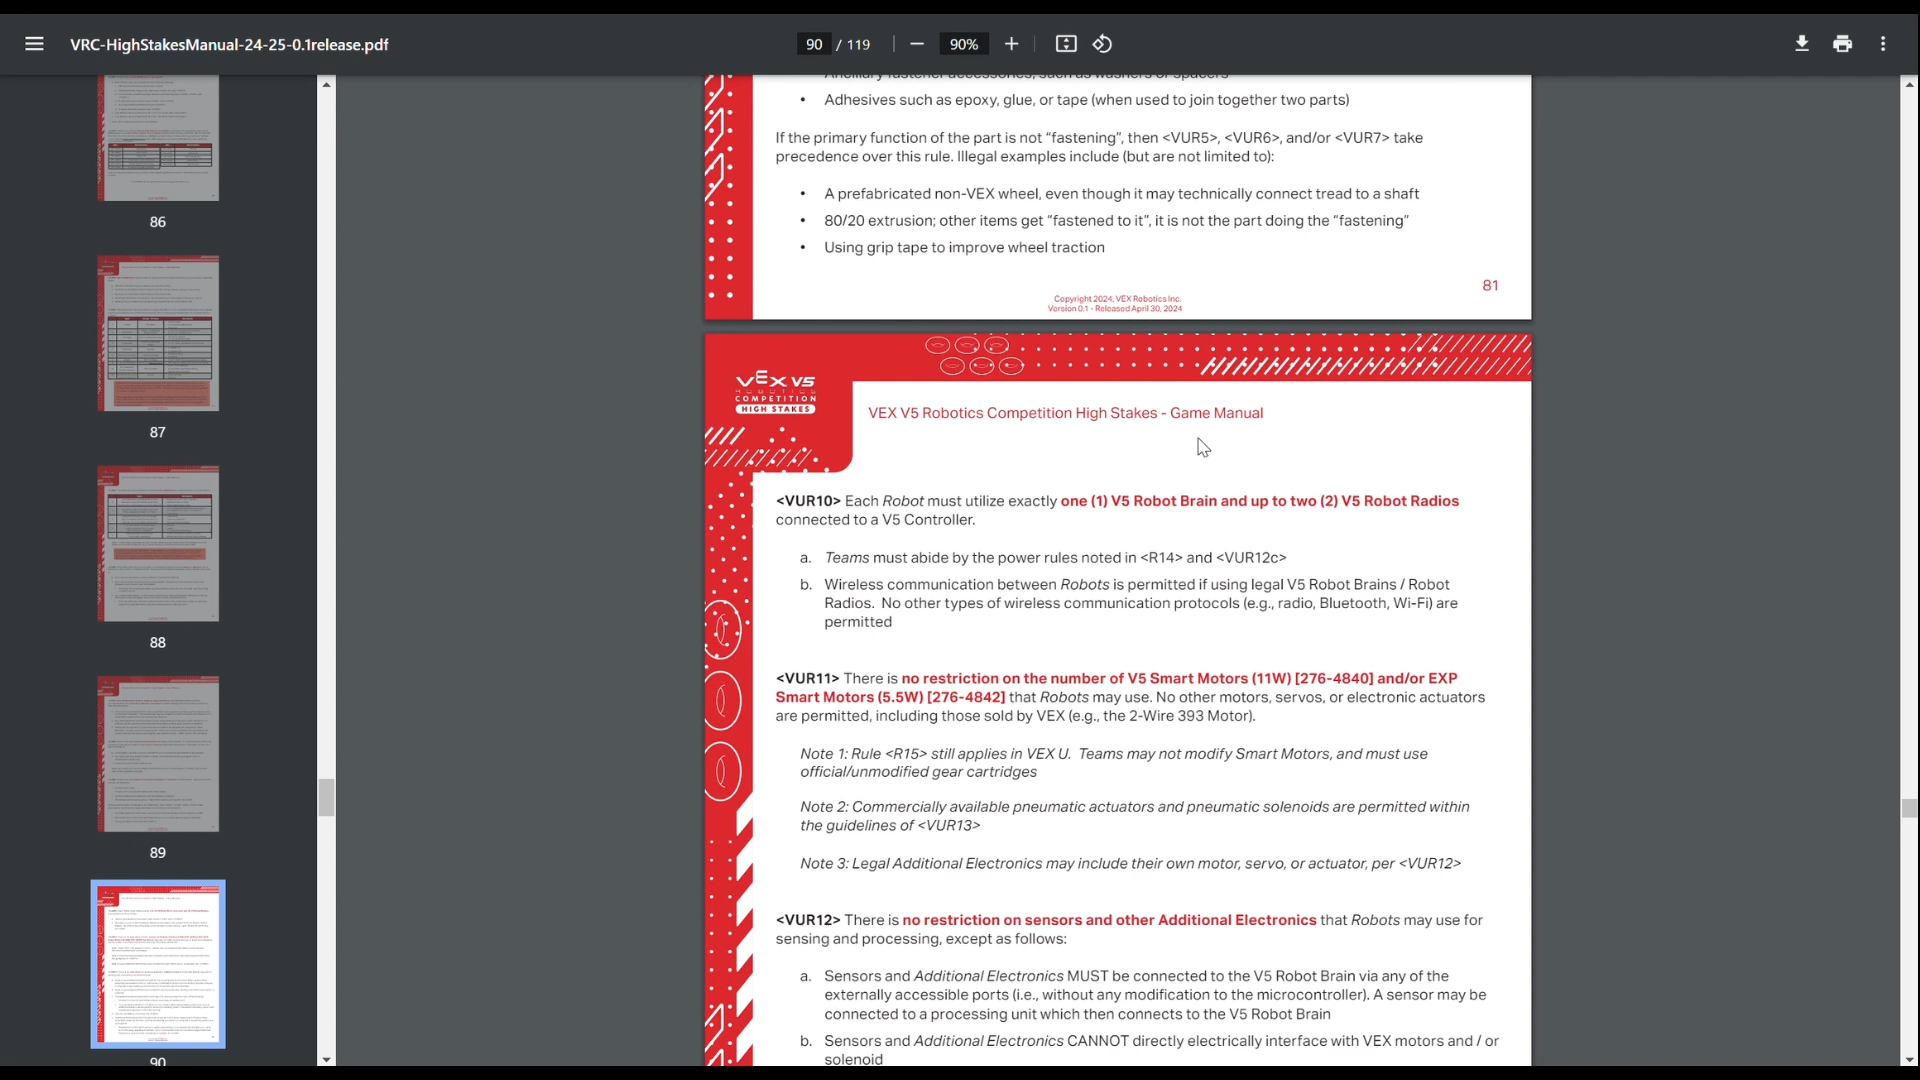 VRC-HighStakesManual-24-25-0.1release.pdf
90 / 119
90%
86
87
88
89
90
Ancillary fastener accessories, such as washers or spacers
• Adhesives such as epoxy, glue, or tape (when used to join together two parts)
If the primary function of the part is not “fastening”, then <VUR5>, <VUR6>, and/or <VUR7> take
precedence over this rule. Illegal examples include (but are not limited to):
• A prefabricated non-VEX wheel, even though it may technically connect tread to a shaft
• 80/20 extrusion; other items get “fastened to it”, it is not the part doing the “fastening”
• Using grip tape to improve wheel traction
81
Copyright 2024, VEX Robotics Inc.
Version 0.1 - Released April 30, 2024
VEX V5
ROBOTICS
COMPETITION
HIGH STAKES
VEX V5 Robotics Competition High Stakes - Game Manual
<VUR10> Each Robot must utilize exactly one (1) V5 Robot Brain and up to two (2) V5 Robot Radios
connected to a V5 Controller.
a. Teams must abide by the power rules noted in <R14> and <VUR12c>
b. Wireless communication between Robots is permitted if using legal V5 Robot Brains / Robot
Radios. No other types of wireless communication protocols (e.g., radio, Bluetooth, Wi-Fi) are
permitted
<VUR11> There is no restriction on the number of V5 Smart Motors (11W) [276-4840] and/or EXP
Smart Motors (5.5W) [276-4842] that Robots may use. No other motors, servos, or electronic actuators
are permitted, including those sold by VEX (e.g., the 2-Wire 393 Motor).
Note 1: Rule <R15> still applies in VEX U. Teams may not modify Smart Motors, and must use
official/unmodified gear cartridges
Note 2: Commercially available pneumatic actuators and pneumatic solenoids are permitted within
the guidelines of <VUR13>
Note 3: Legal Additional Electronics may include their own motor, servo, or actuator, per <VUR12>
<VUR12> There is no restriction on sensors and other Additional Electronics that Robots may use for
sensing and processing, except as follows:
a. Sensors and Additional Electronics MUST be connected to the V5 Robot Brain via any of the
externally accessible ports (i.e., without any modification to the microcontroller). A sensor may be
connected to a processing unit which then connects to the V5 Robot Brain
b. Sensors and Additional Electronics CANNOT directly electrically interface with VEX motors and / or
solenoid